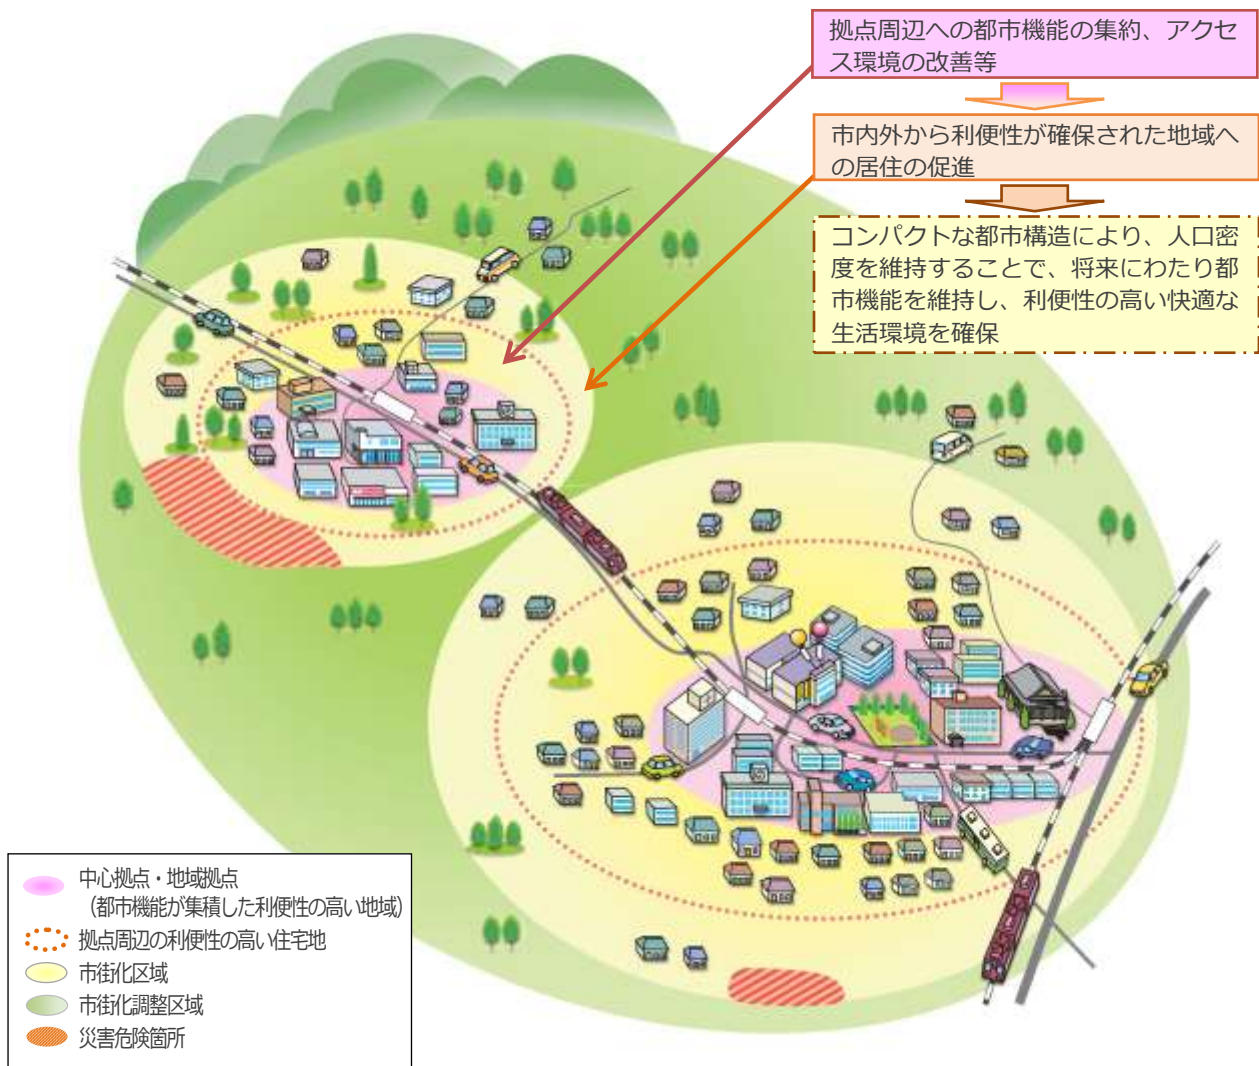 拠点周辺への都市機能の集約、アクセ
ス環境の改善等
市内外から利便性が確保された地域へ
の居住の促進
コンパクトな都市構造により、人口密
度を維持することで、将来にわたり都
市機能を維持し、利便性の高い快適な
生活環境を確保
中心拠点・地域拠点
(都市機能が集積した利便性の高い地域)
拠点周辺の利便性の高い住宅地
市街化区域
市街化調整区域
災害危険箇所